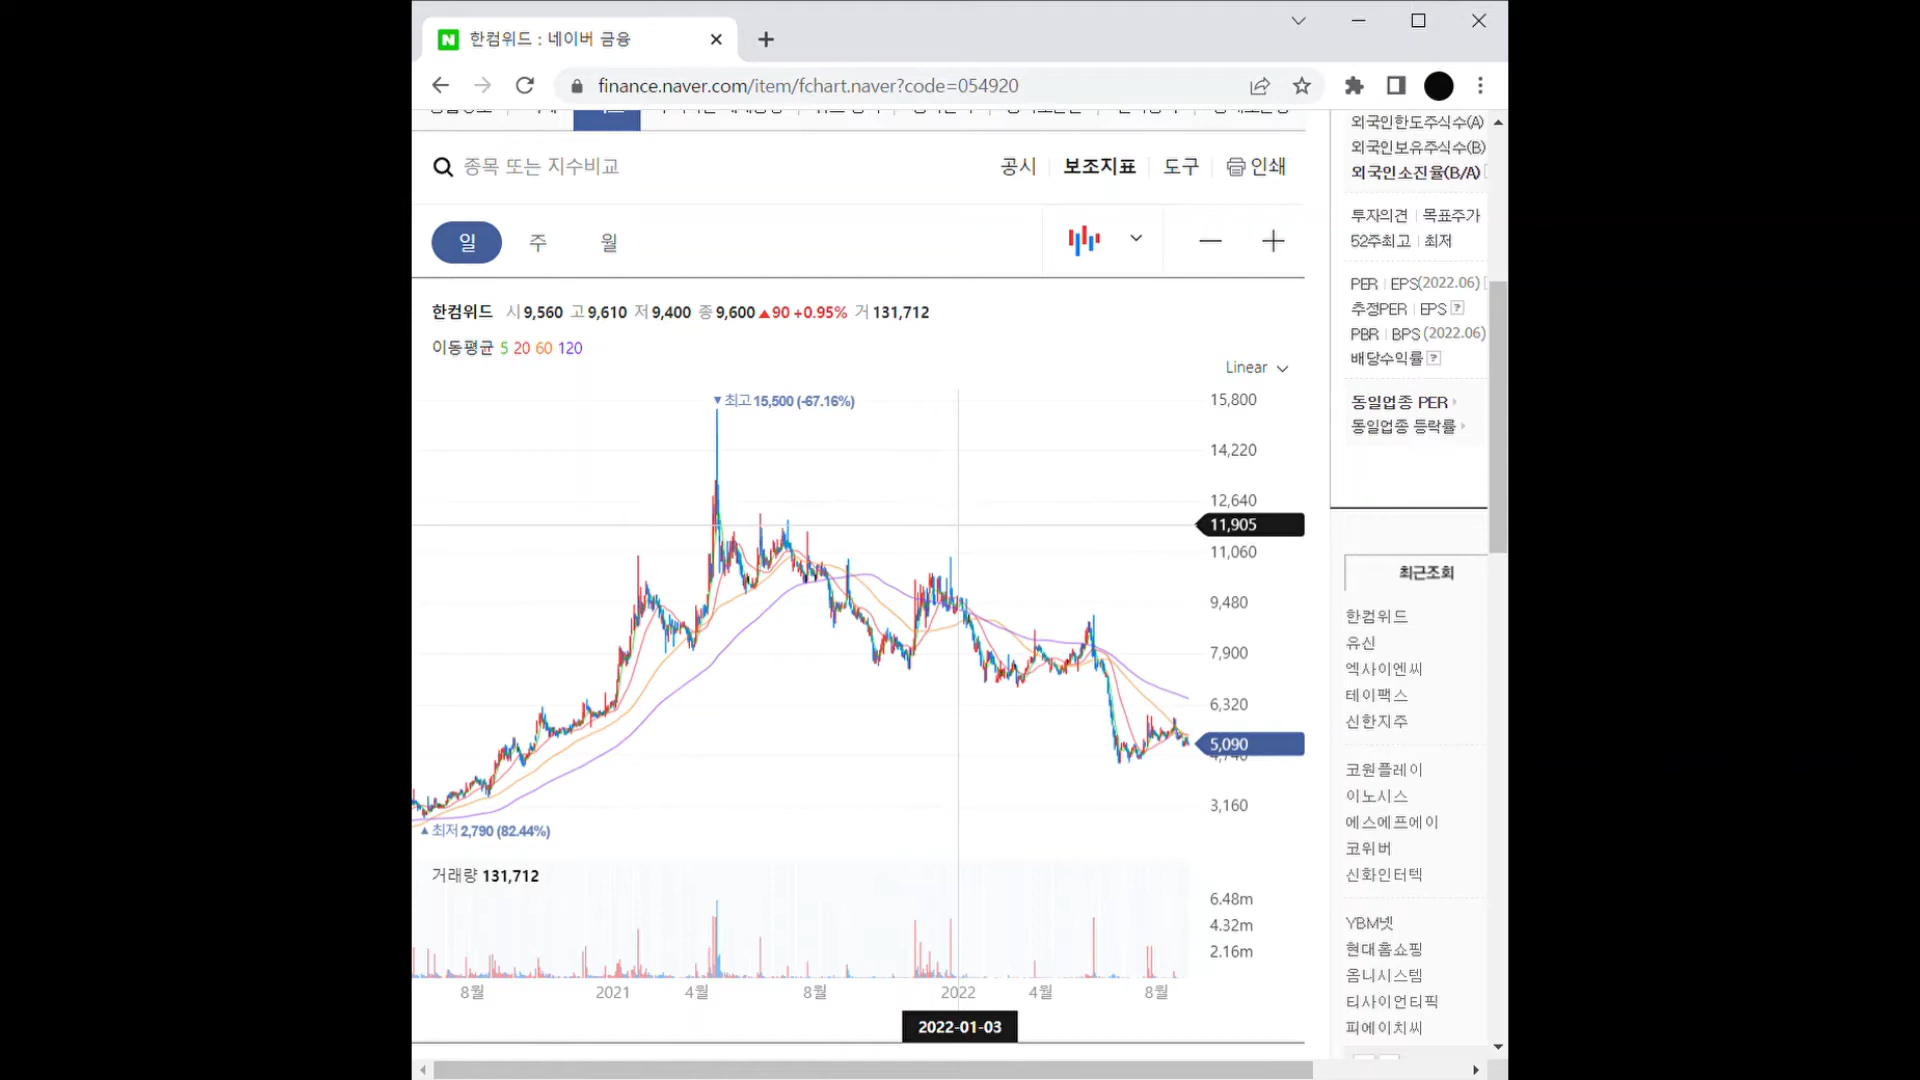 한컴위드 : 네이버 금융
finance.naver.com/item/fchart.naver?code=054920
종목 또는 지수비교
공시 보조지표 도구 인쇄
일 주 월
한컴위드 시 9,560 고 9,610 저 9,400 종 9,600 ▲90 +0.95% 거 131,712
이동평균 5 20 60 120
Linear
▼최고 15,500 (-67.16%)
15,800
14,220
12,640
11,905
11,060
9,480
7,900
6,320
5,090
4,740
3,160
▲최저 2,790 (82.44%)
거래량 131,712
6.48m
4.32m
2.16m
8월 2021 4월 8월 2022 4월 8월
2022-01-03
외국인한도주식수(A)
외국인보유주식수(B)
외국인소진율(B/A)
투자의견 | 목표주가
52주최고 | 최저
PER | EPS(2022.06)
추정PER | EPS ?
PBR | BPS (2022.06)
배당수익률 ?
동일업종 PER
동일업종 등락률
최근조회
한컴위드
유신
엑사이엔씨
테이팩스
신한지주
코원플레이
이노시스
에스에프에이
코위버
신화인터텍
YBM넷
현대홈쇼핑
옴니시스템
티사이언티픽
피에이치씨